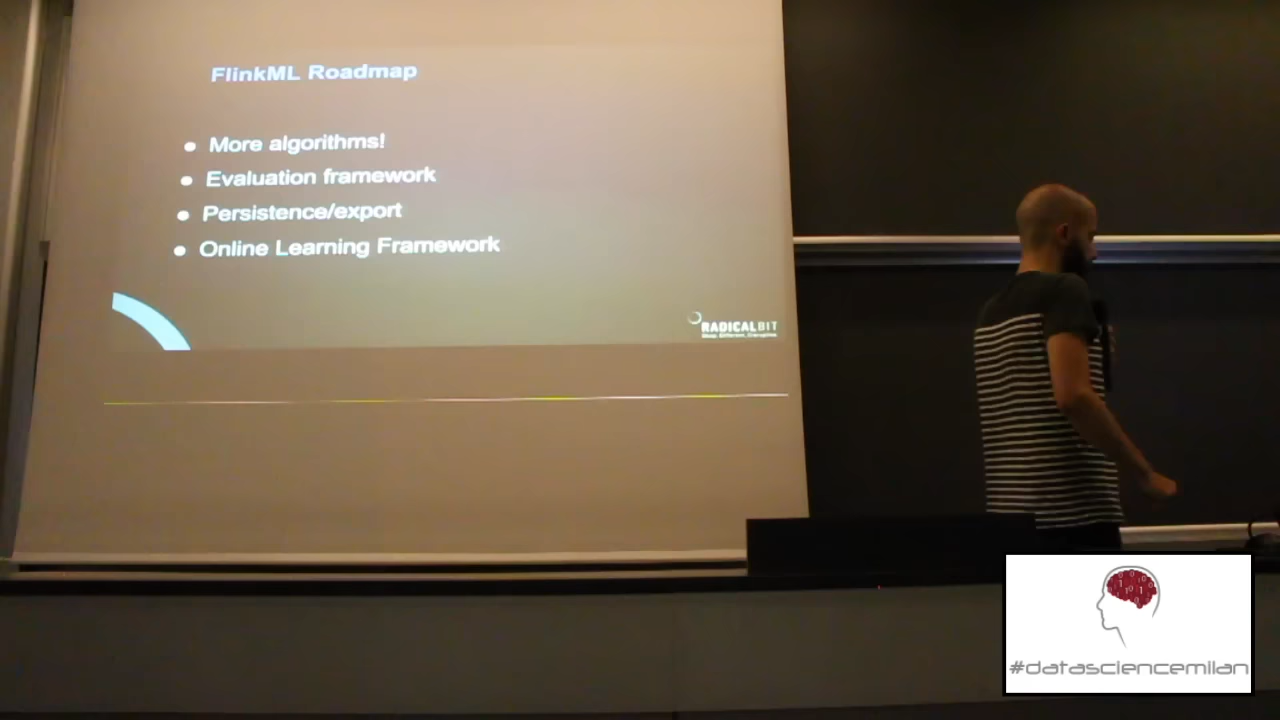 FlinkML Roadmap
More algorithms!
Evaluation framework
Persistence/export
Online Learning Framework
RADICALBIT
#datasciencemilan